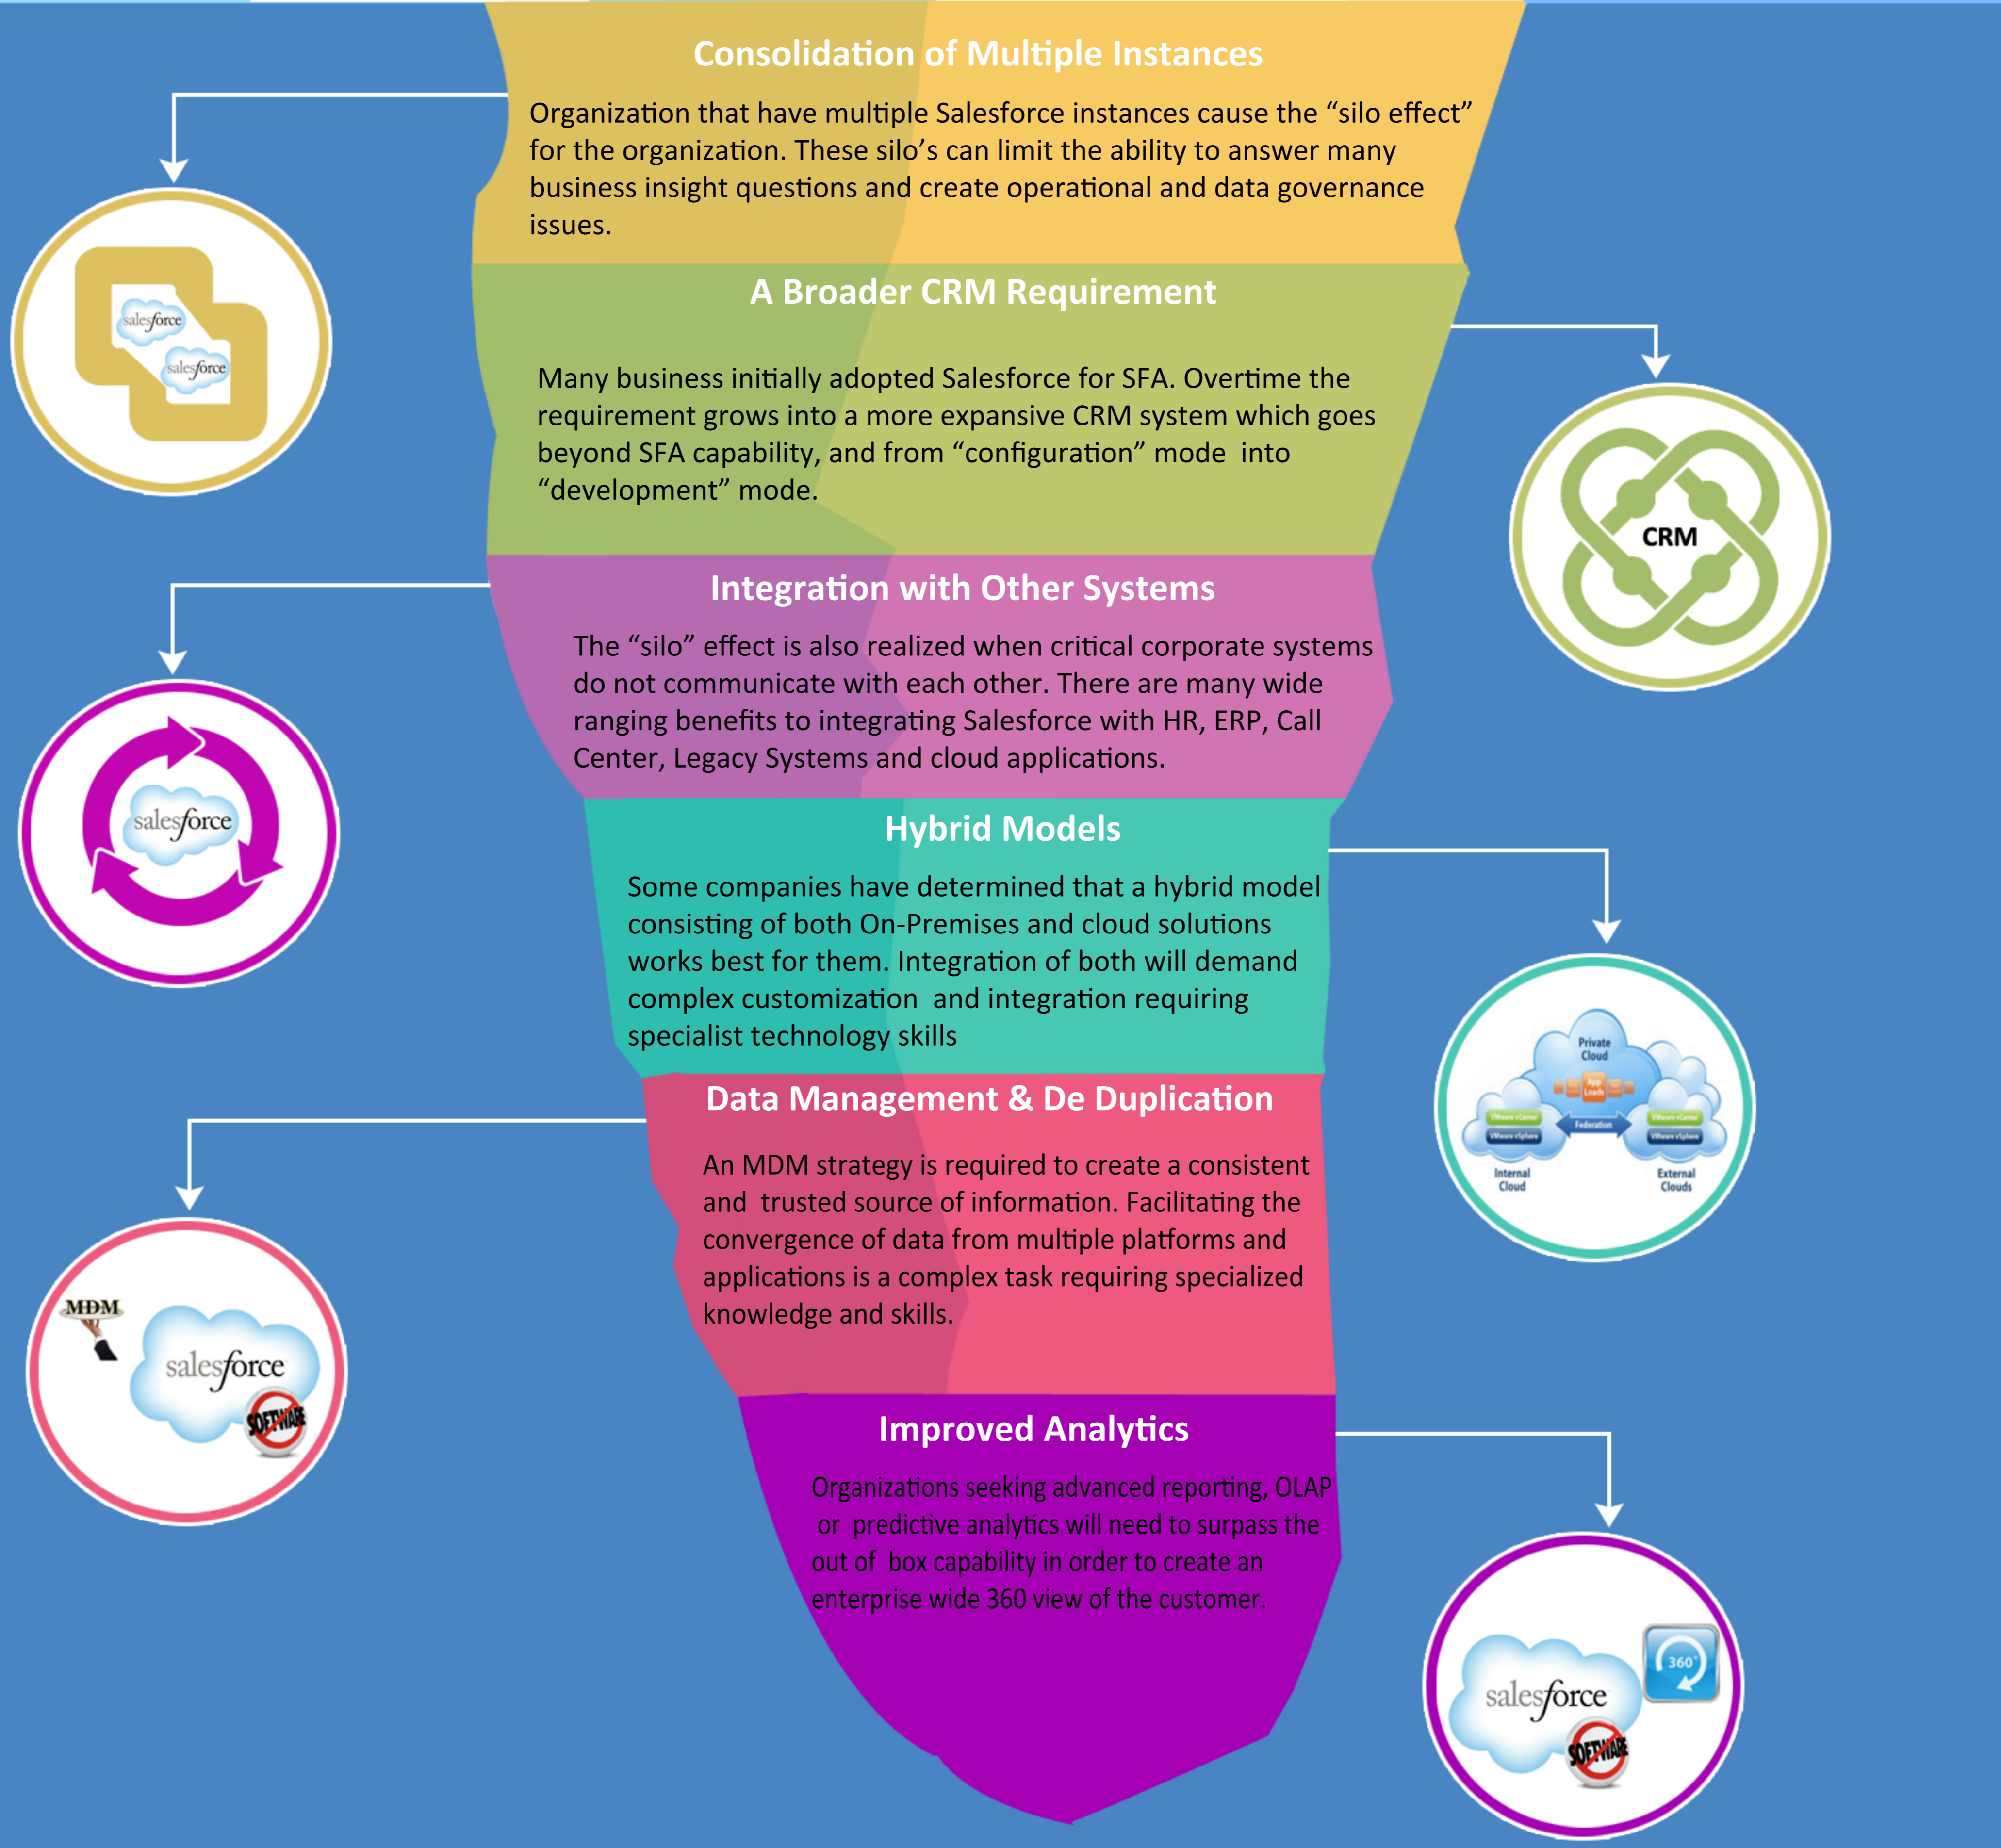 Consolidation of Multiple Instances
Organization that have multiple Salesforce instances cause the “silo effect”
for the organization. These silo’s can limit the ability to answer many
business insight questions and create operational and data governance
issues.
salesforce
salesforce
A Broader CRM Requirement
Many business initially adopted Salesforce for SFA. Overtime the
requirement grows into a more expansive CRM system which goes
beyond SFA capability, and from “configuration” mode  into
“development” mode.
CRM
Integration with Other Systems
The “silo” effect is also realized when critical corporate systems
do not communicate with each other. There are many wide
ranging benefits to integrating Salesforce with HR, ERP, Call
Center, Legacy Systems and cloud applications.
salesforce
Hybrid Models
Some companies have determined that a hybrid model
consisting of both On-Premises and cloud solutions
works best for them. Integration of both will demand
complex customization  and integration requiring
specialist technology skills
Private
Cloud
App
Loads
VMware vCenter
VMware vSphere
Federation
VMware vCenter
VMware vSphere
Internal
Cloud
External
Clouds
Data Management & De Duplication
An MDM strategy is required to create a consistent
and  trusted source of information. Facilitating the
convergence of data from multiple platforms and
applications is a complex task requiring specialized
knowledge and skills.
MDM
salesforce
SOFTWARE
Improved Analytics
Organizations seeking advanced reporting, OLAP
or  predictive analytics will need to surpass the
out of  box capability in order to create an
enterprise wide 360 view of the customer.
360°
salesforce
SOFTWARE